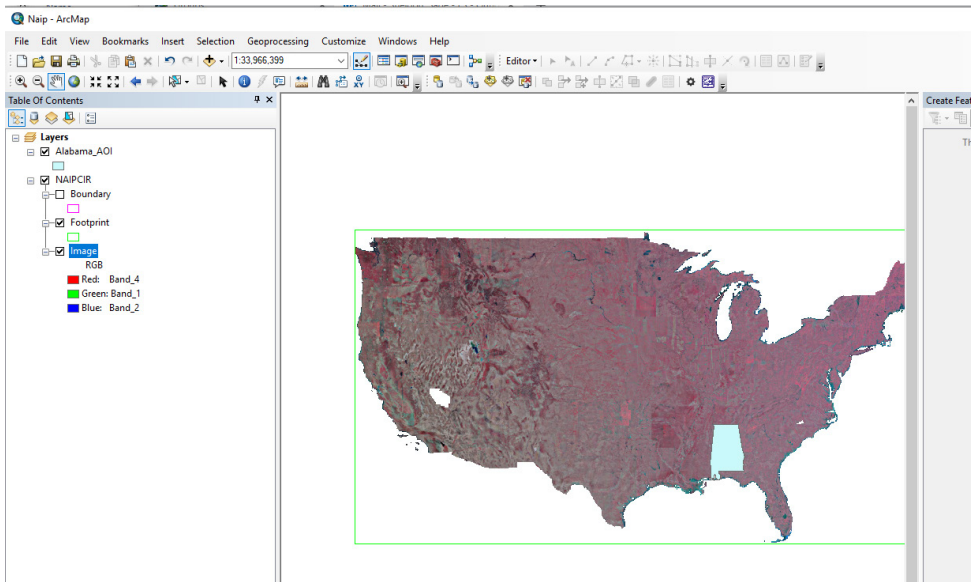 Naip - ArcMap
File Edit View Bookmarks Insert Selection Geoprocessing Customize Windows Help
1:33,966,399
Editor
Table Of Contents
Create Feat
Layers
Alabama_AOI
NAIPCIR
Boundary
Footprint
Image
RGB
Red: Band_4
Green: Band_1
Blue: Band_2